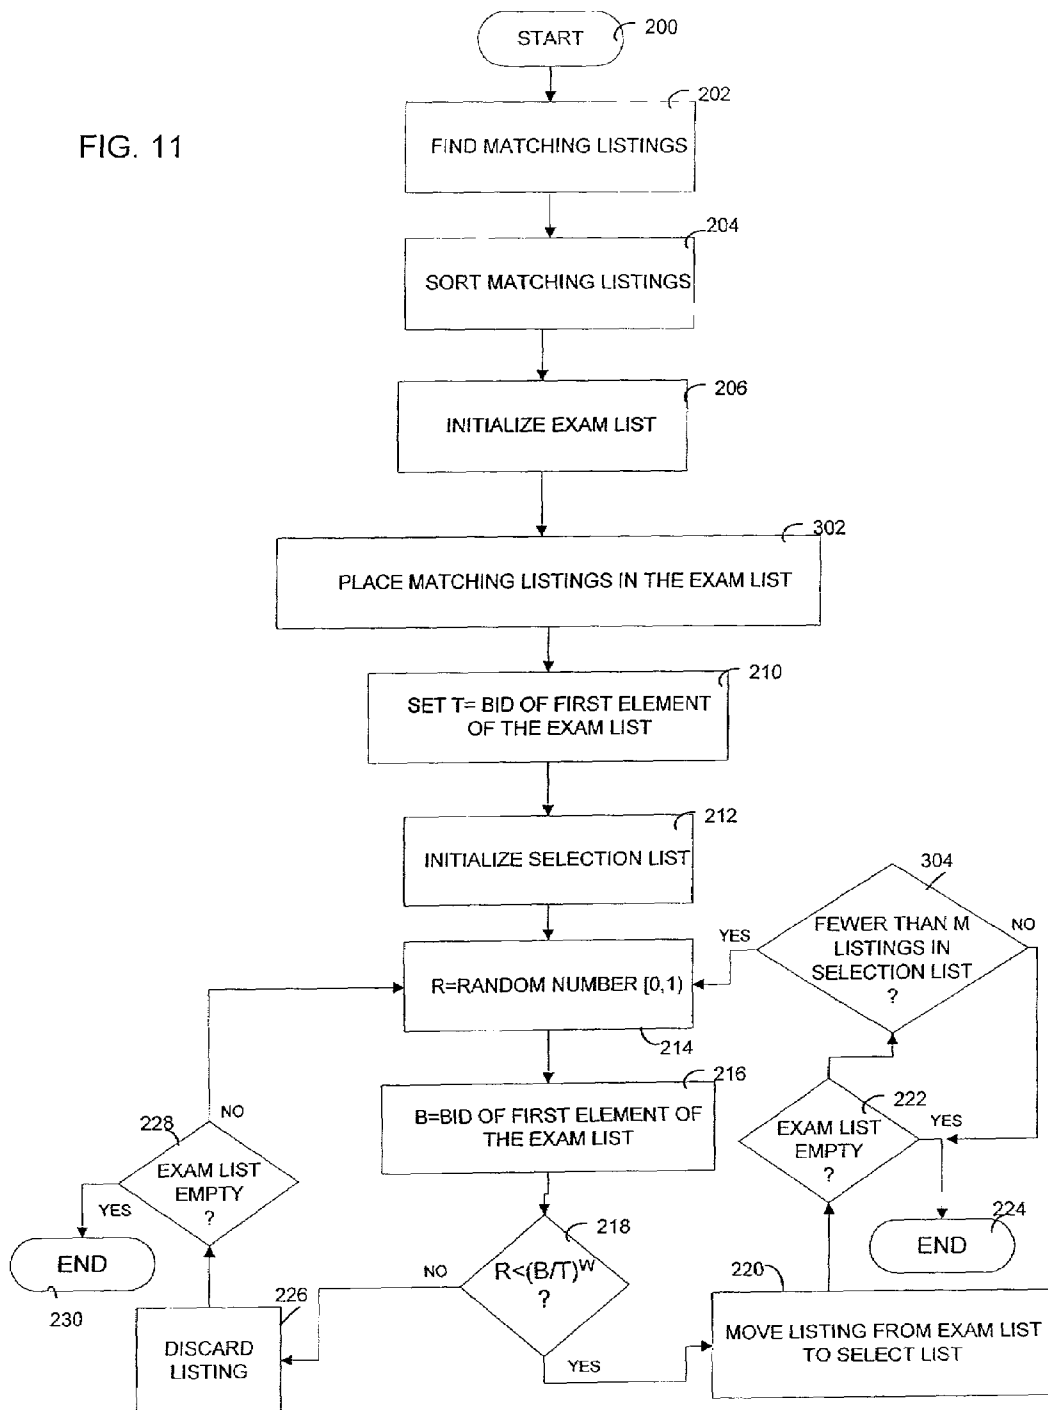 START
200
202
FIG. 11
FIND MATCHING LISTINGS
204
SORT MATCHING LISTINGS
206
INITIALIZE EXAM LIST
302
PLACE MATCHING LISTINGS IN THE EXAM LIST
210
SET T= BID OF FIRST ELEMENT
OF THE EXAM LIST
212
INITIALIZE SELECTION LIST
304
FEWER THAN M
LISTINGS IN
SELECTION LIST
?
YES
NO
R=RANDOM NUMBER [0,1)
214
216
B=BID OF FIRST ELEMENT OF
THE EXAM LIST
222
EXAM LIST
EMPTY
?
YES
NO
228
EXAM LIST
EMPTY
?
YES
218
R<(B/T)^W
?
NO
YES
224
END
END
230
220
MOVE LISTING FROM EXAM LIST
TO SELECT LIST
226
DISCARD
LISTING